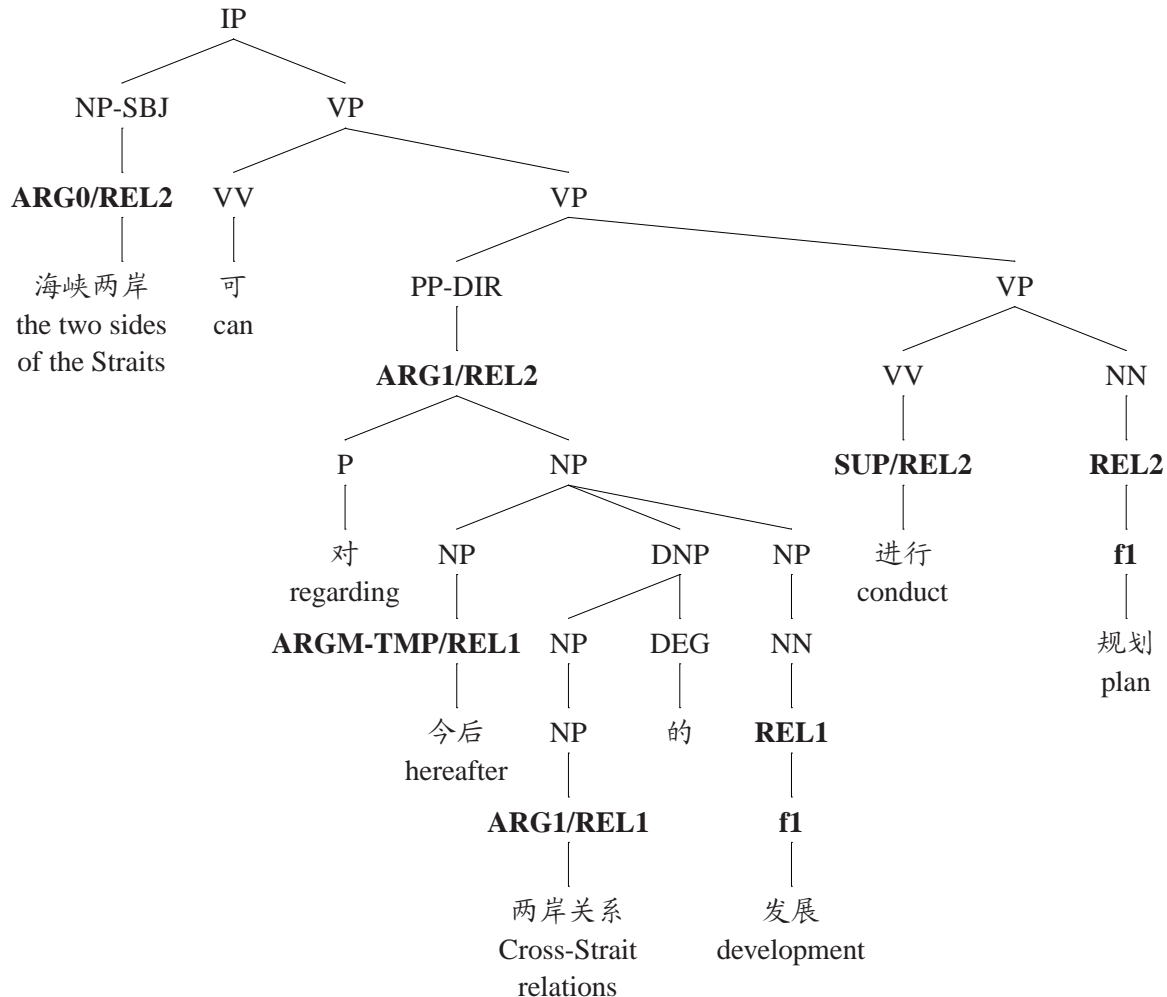 IP
NP-SBJ VP
ARG0/REL2 VV VP
海峡两岸 可 PP-DIR VP
the two sides can
of the Straits
ARG1/REL2 VV NN
P NP SUP/REL2 REL2
对 NP DNP NP 进行 f1
regarding conduct
ARGM-TMP/REL1 NP DEG NN 规划
plan
今后 NP 的 REL1
hereafter
ARG1/REL1 f1
两岸关系 发展
Cross-Strait development
relations